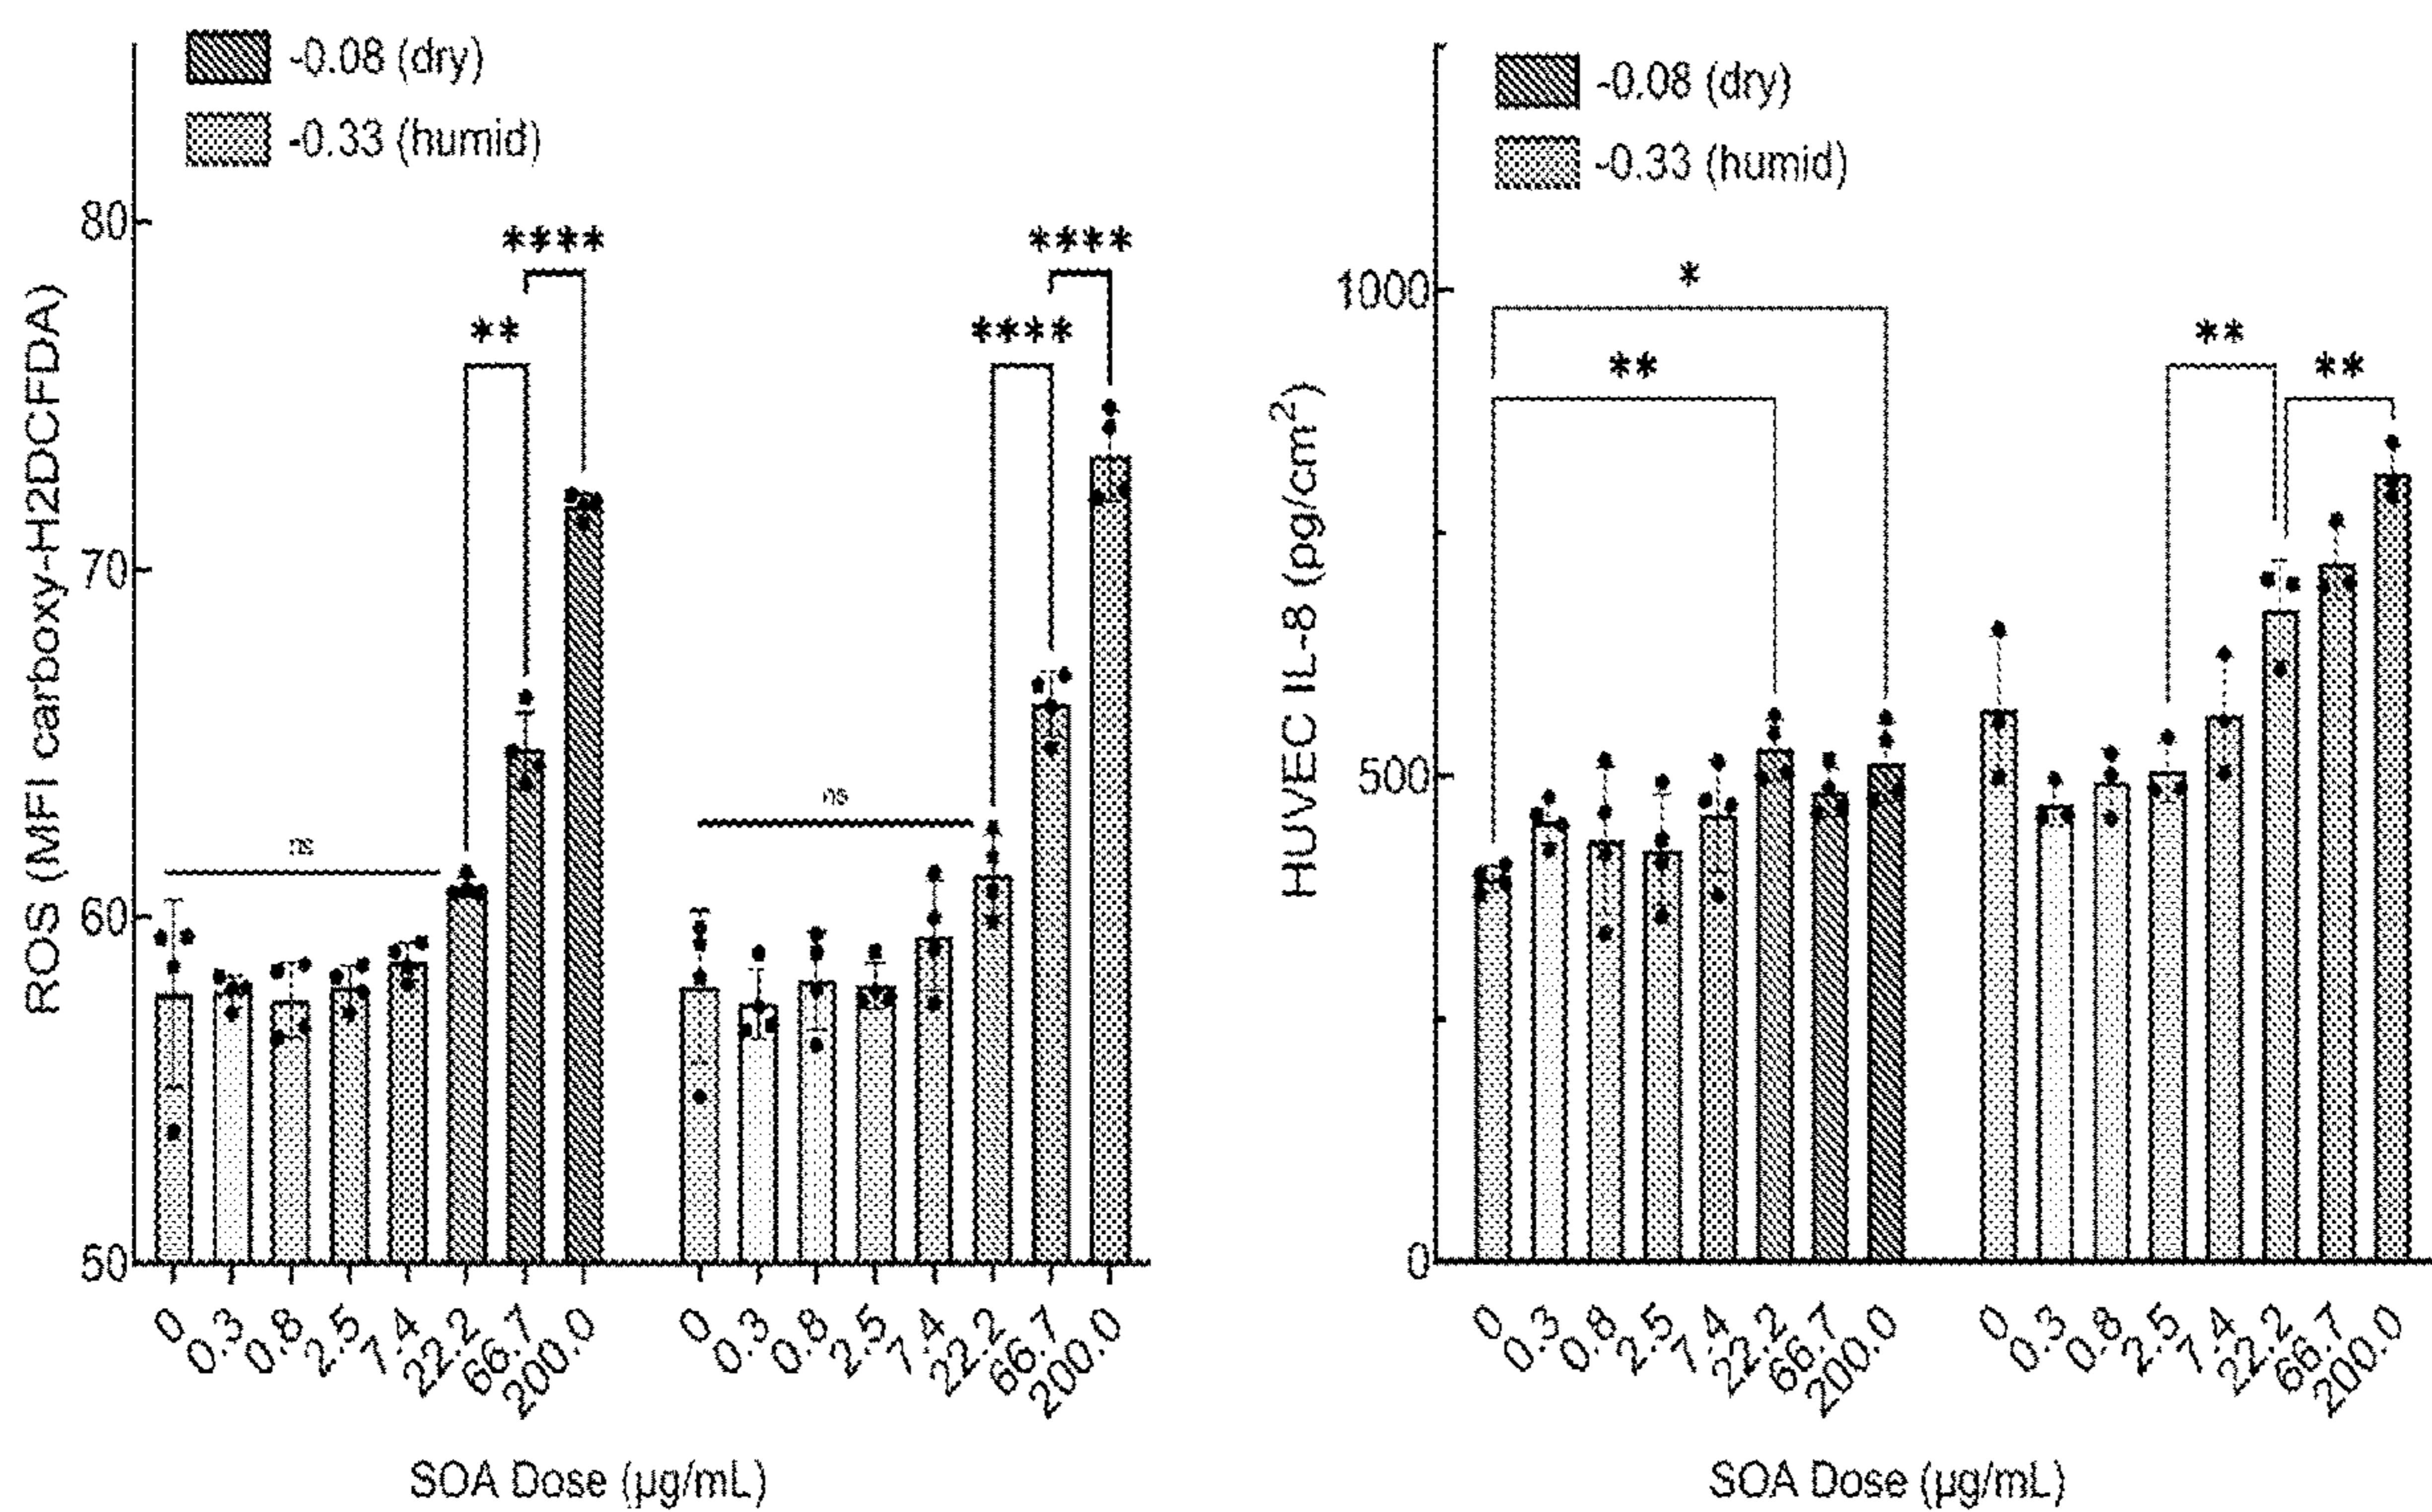 -0.08 (dry)
-0.33 (humid)
80
70
60
50
ROS (MFI carboxy-H2DCFDA)
****
**
ns
****
****
ns
0 0.3 0.8 2.5 7.4 22.2 66.7 200.0
0 0.3 0.8 2.5 7.4 22.2 66.7 200.0
SOA Dose (µg/mL)
-0.08 (dry)
-0.33 (humid)
1000
500
0
HUVEC IL-8 (pg/cm²)
*
**
**
**
0 0.3 0.8 2.5 7.4 22.2 66.7 200.0
0 0.3 0.8 2.5 7.4 22.2 66.7 200.0
SOA Dose (µg/mL)